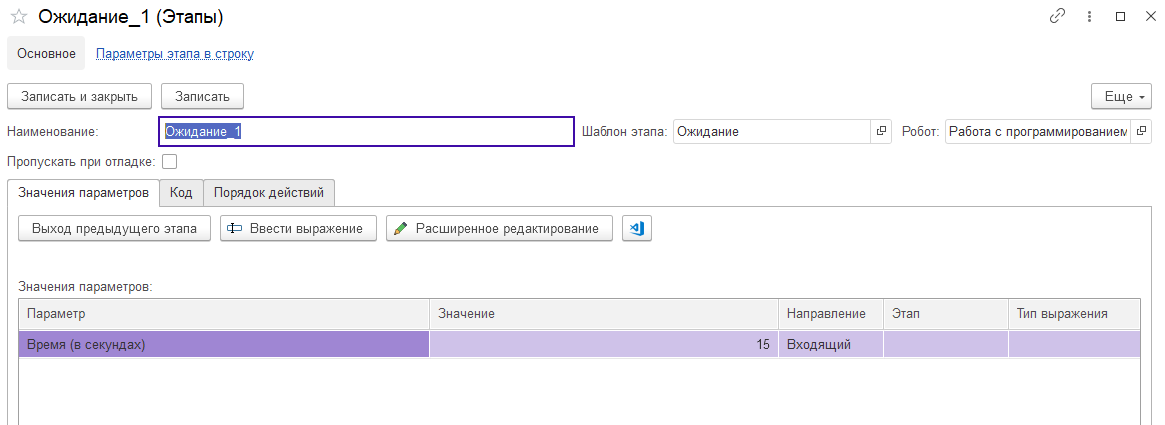 Ожидание_1 (Этапы)
Основное Параметры этапа в строку
Записать и закрыть Записать Еще
Наименование: Ожидание_1 Шаблон этапа: Ожидание Робот: Работа с программированием
Пропускать при отладке:
Значения параметров Код Порядок действий
Выход предыдущего этапа Ввести выражение Расширенное редактирование
Значения параметров:
Параметр Значение Направление Этап Тип выражения
Время (в секундах) 15 Входящий